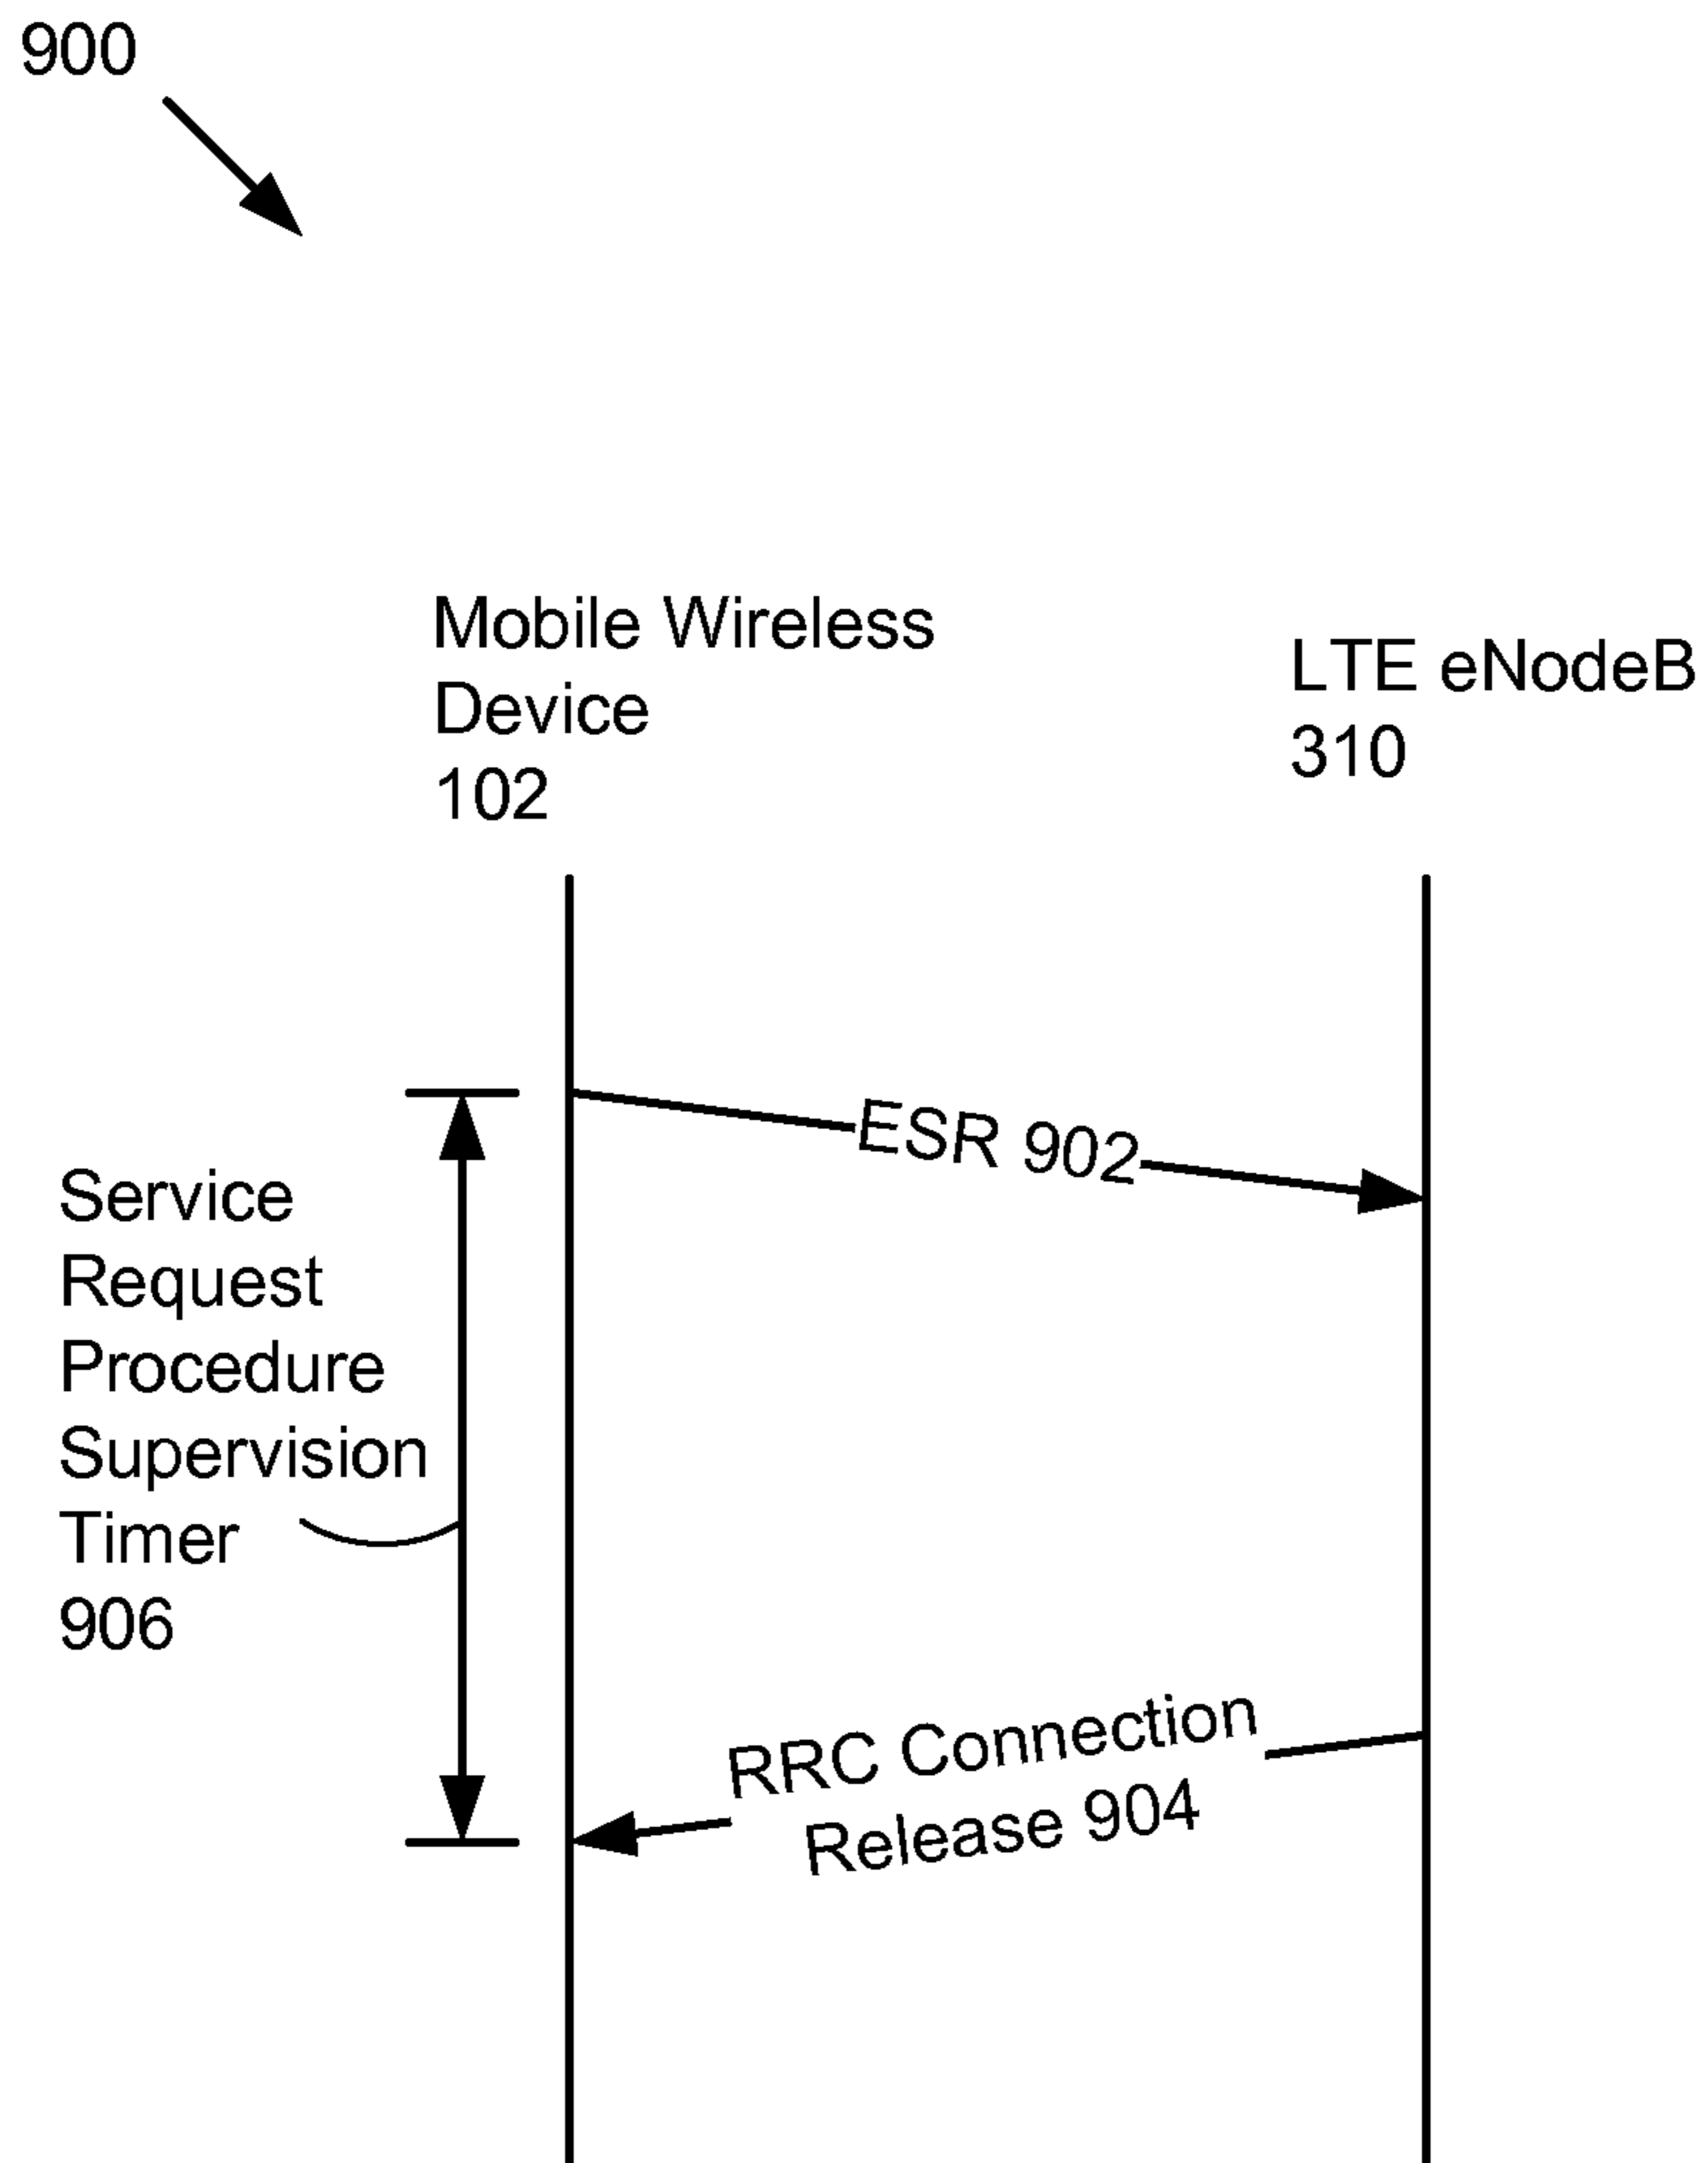 900
Mobile Wireless
Device
102
LTE eNodeB
310
ESR 902
Service
Request
Procedure
Supervision
Timer
906
RRC Connection
Release 904